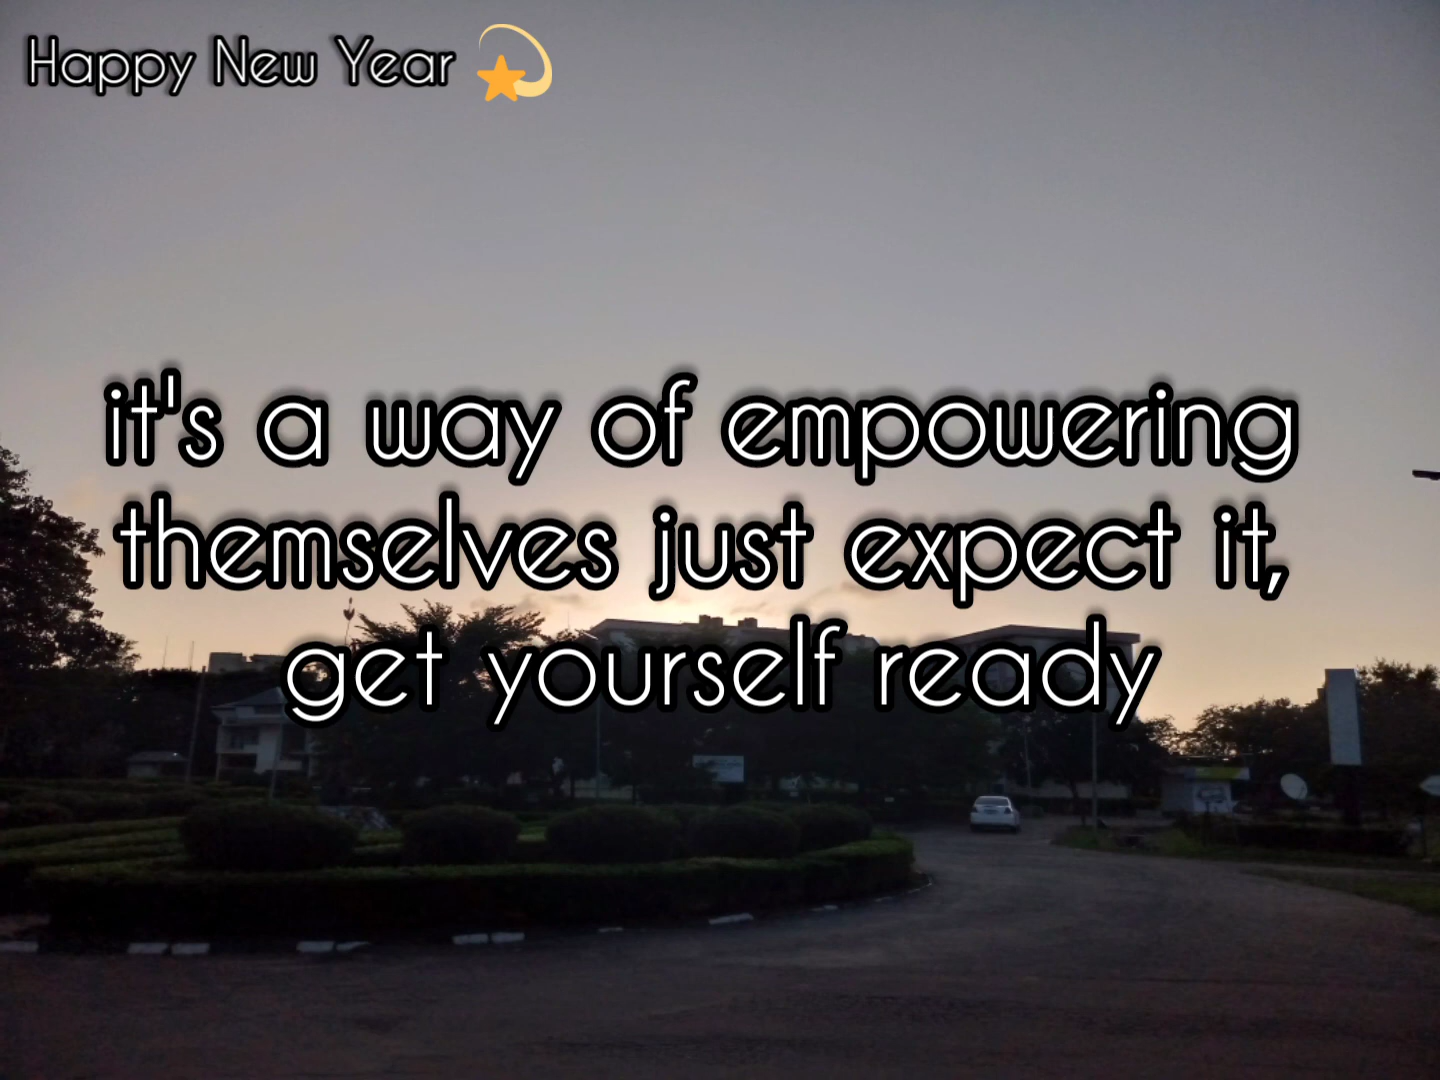 Happy New Year 💫
it's a way of empowering
themselves just expect it,
get yourself ready